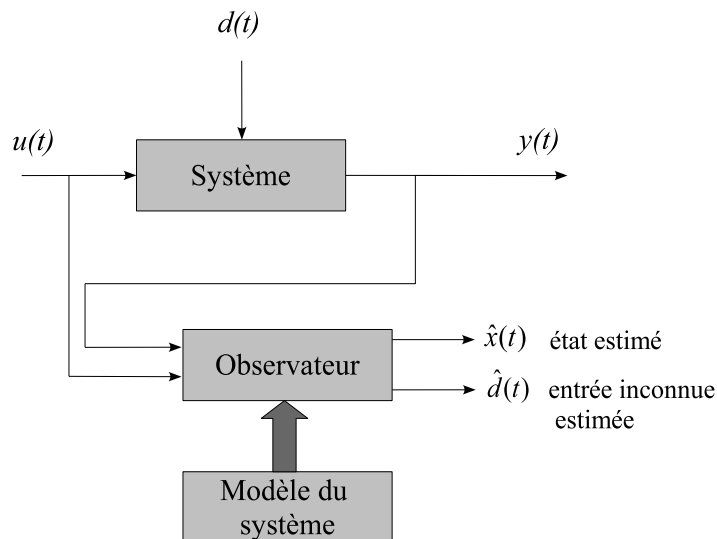 d(t)
u(t)
y(t)
Système
Observateur
x̂(t) état estimé
d̂(t) entrée inconnue
estimée
Modèle du
système